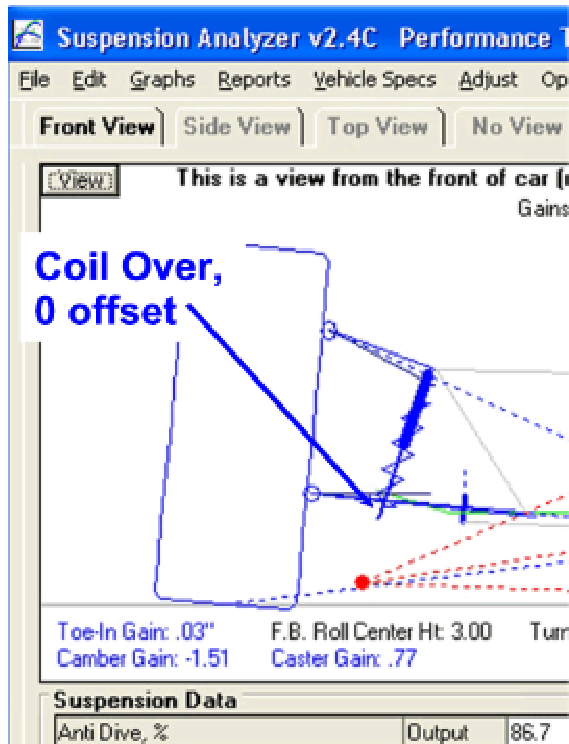 Suspension Analyzer v2.4C Performance T
File Edit Graphs Reports Vehicle Specs Adjust Op
Front View Side View Top View No View
View This is a view from the front of car (
Gains
Coil Over,
0 offset
Toe-In Gain: .03" F.B. Roll Center Ht: 3.00 Turn
Camber Gain: -1.51 Caster Gain: .77
Suspension Data
Anti Dive, % Output 86.7